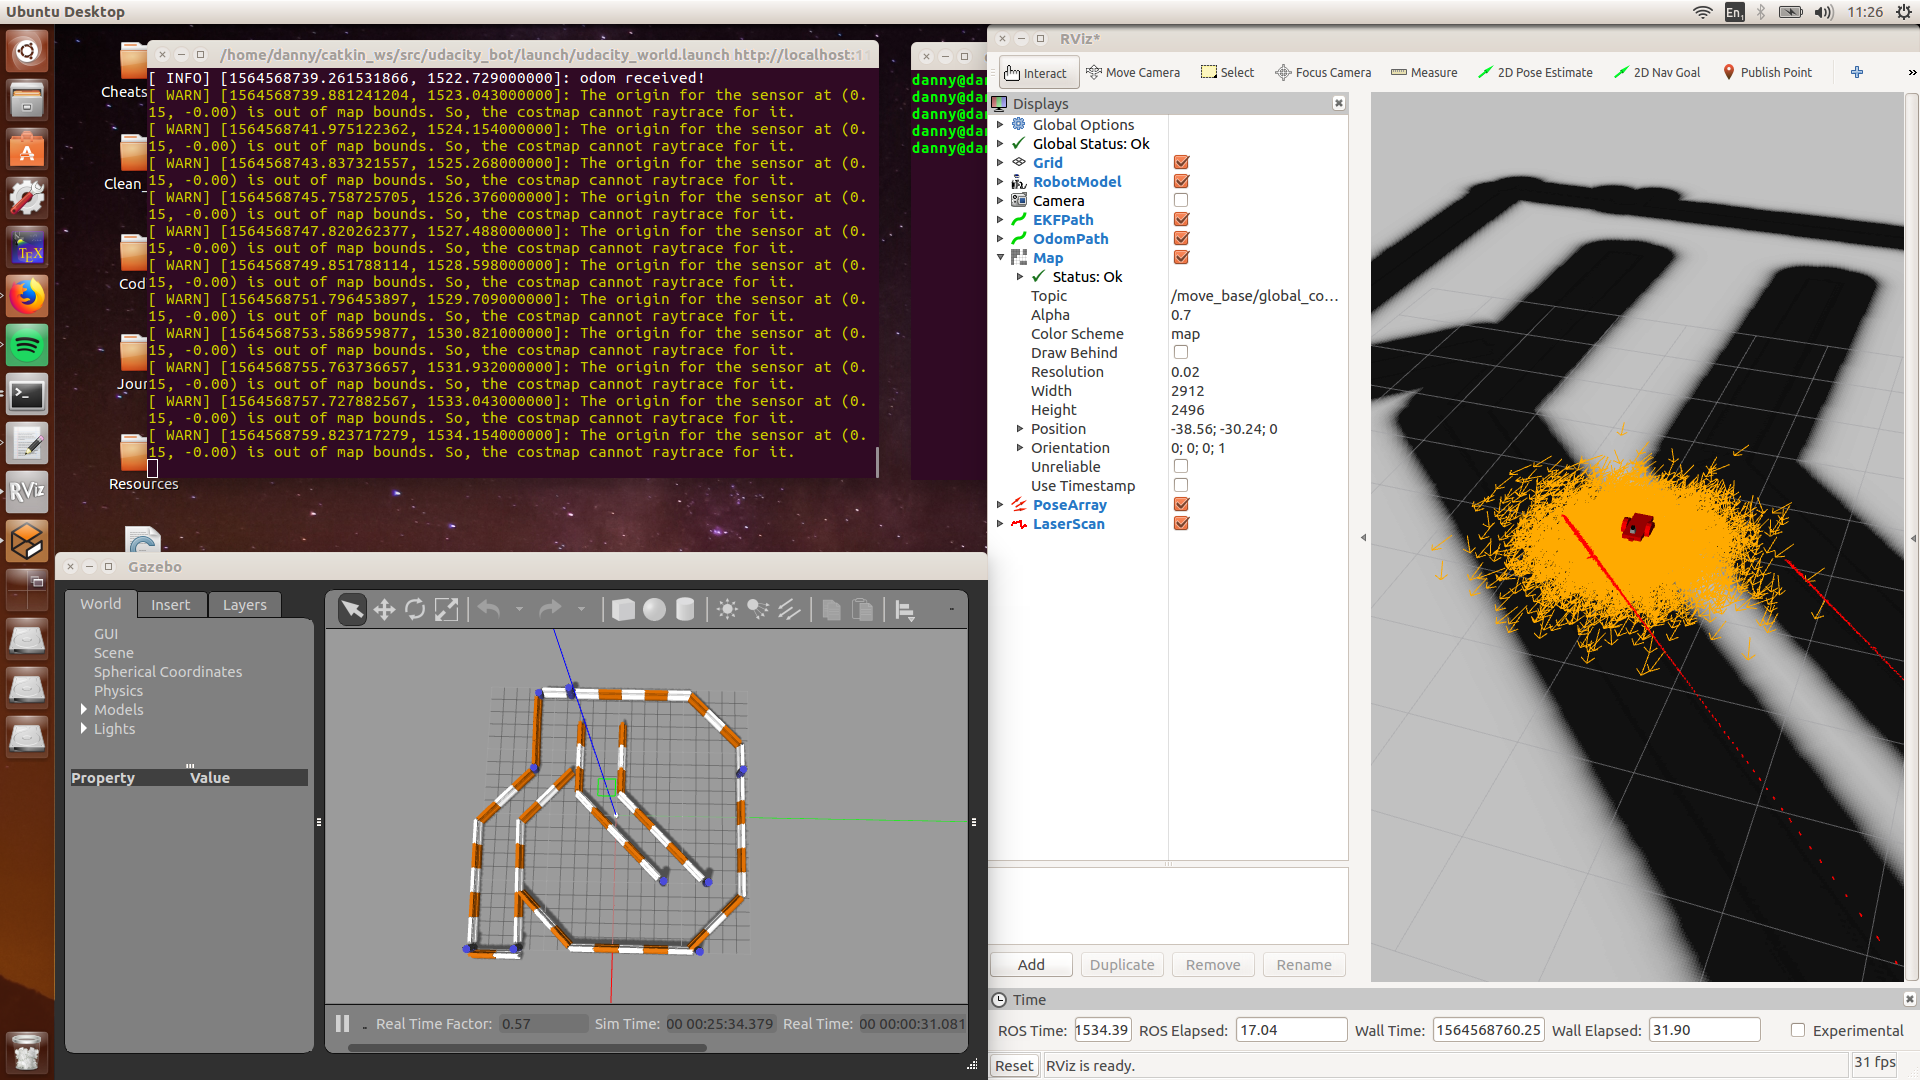 Ubuntu Desktop
En
11:26
/home/danny/catkin_ws/src/udacity_bot/launch/udacity_world.launch http://localhost:11
[ INFO] [1564568739.261531866, 1522.729000000]: odom received!
[ WARN] [1564568739.881241204, 1523.043000000]: The origin for the sensor at (0.
15, -0.00) is out of map bounds. So, the costmap cannot raytrace for it.
[ WARN] [1564568741.975122362, 1524.154000000]: The origin for the sensor at (0.
15, -0.00) is out of map bounds. So, the costmap cannot raytrace for it.
[ WARN] [1564568743.837321557, 1525.268000000]: The origin for the sensor at (0.
15, -0.00) is out of map bounds. So, the costmap cannot raytrace for it.
[ WARN] [1564568745.758725705, 1526.376000000]: The origin for the sensor at (0.
15, -0.00) is out of map bounds. So, the costmap cannot raytrace for it.
[ WARN] [1564568747.820262377, 1527.488000000]: The origin for the sensor at (0.
15, -0.00) is out of map bounds. So, the costmap cannot raytrace for it.
[ WARN] [1564568749.851788114, 1528.598000000]: The origin for the sensor at (0.
15, -0.00) is out of map bounds. So, the costmap cannot raytrace for it.
[ WARN] [1564568751.796453897, 1529.709000000]: The origin for the sensor at (0.
15, -0.00) is out of map bounds. So, the costmap cannot raytrace for it.
[ WARN] [1564568753.586959877, 1530.821000000]: The origin for the sensor at (0.
15, -0.00) is out of map bounds. So, the costmap cannot raytrace for it.
[ WARN] [1564568755.763736657, 1531.932000000]: The origin for the sensor at (0.
15, -0.00) is out of map bounds. So, the costmap cannot raytrace for it.
[ WARN] [1564568757.727882567, 1533.043000000]: The origin for the sensor at (0.
15, -0.00) is out of map bounds. So, the costmap cannot raytrace for it.
[ WARN] [1564568759.823717279, 1534.154000000]: The origin for the sensor at (0.
15, -0.00) is out of map bounds. So, the costmap cannot raytrace for it.
Cheats
Clean_
Cod
Jour
Resources
danny@da
danny@da
danny@da
danny@da
danny@da
TEX
RViz
Gazebo
World Insert Layers
GUI
Scene
Spherical Coordinates
Physics
Models
Lights
Property Value
Real Time Factor: 0.57 Sim Time: 00 00:25:34.379 Real Time: 00 00:00:31.081
RViz*
Interact Move Camera Select Focus Camera Measure 2D Pose Estimate 2D Nav Goal Publish Point
Displays
Global Options
Global Status: Ok
Grid
RobotModel
Camera
EKFPath
OdomPath
Map
Status: Ok
Topic /move_base/global_co...
Alpha 0.7
Color Scheme map
Draw Behind
Resolution 0.02
Width 2912
Height 2496
Position -38.56; -30.24; 0
Orientation 0; 0; 0; 1
Unreliable
Use Timestamp
PoseArray
LaserScan
Add Duplicate Remove Rename
Time
ROS Time: 1534.39 ROS Elapsed: 17.04 Wall Time: 1564568760.25 Wall Elapsed: 31.90 Experimental
Reset RViz is ready. 31 fps